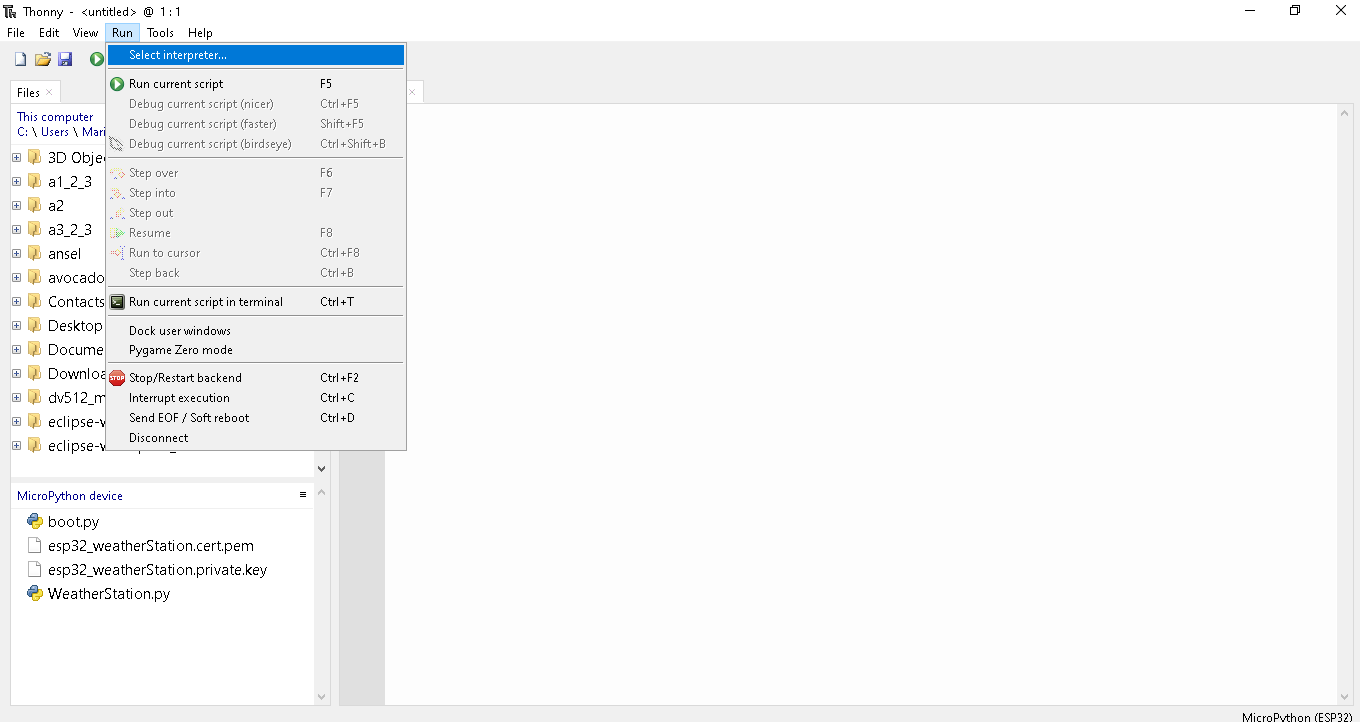 Thonny - <untitled> @ 1 : 1
File Edit View Run Tools Help
Select interpreter...
Run current script F5
Debug current script (nicer) Ctrl+F5
Debug current script (faster) Shift+F5
Debug current script (birdseye) Ctrl+Shift+B
Step over F6
Step into F7
Step out
Resume F8
Run to cursor Ctrl+F8
Step back Ctrl+B
Run current script in terminal Ctrl+T
Dock user windows
Pygame Zero mode
STOP Stop/Restart backend Ctrl+F2
Interrupt execution Ctrl+C
Send EOF / Soft reboot Ctrl+D
Disconnect
Files
This computer
C: \ Users \ Mari
3D Obje
a1_2_3
a2
a3_2_3
ansel
avocado
Contacts
Desktop
Docume
Downloa
dv512_m
eclipse-w
eclipse-w
MicroPython device
boot.py
esp32_weatherStation.cert.pem
esp32_weatherStation.private.key
WeatherStation.py
MicroPython (ESP32)